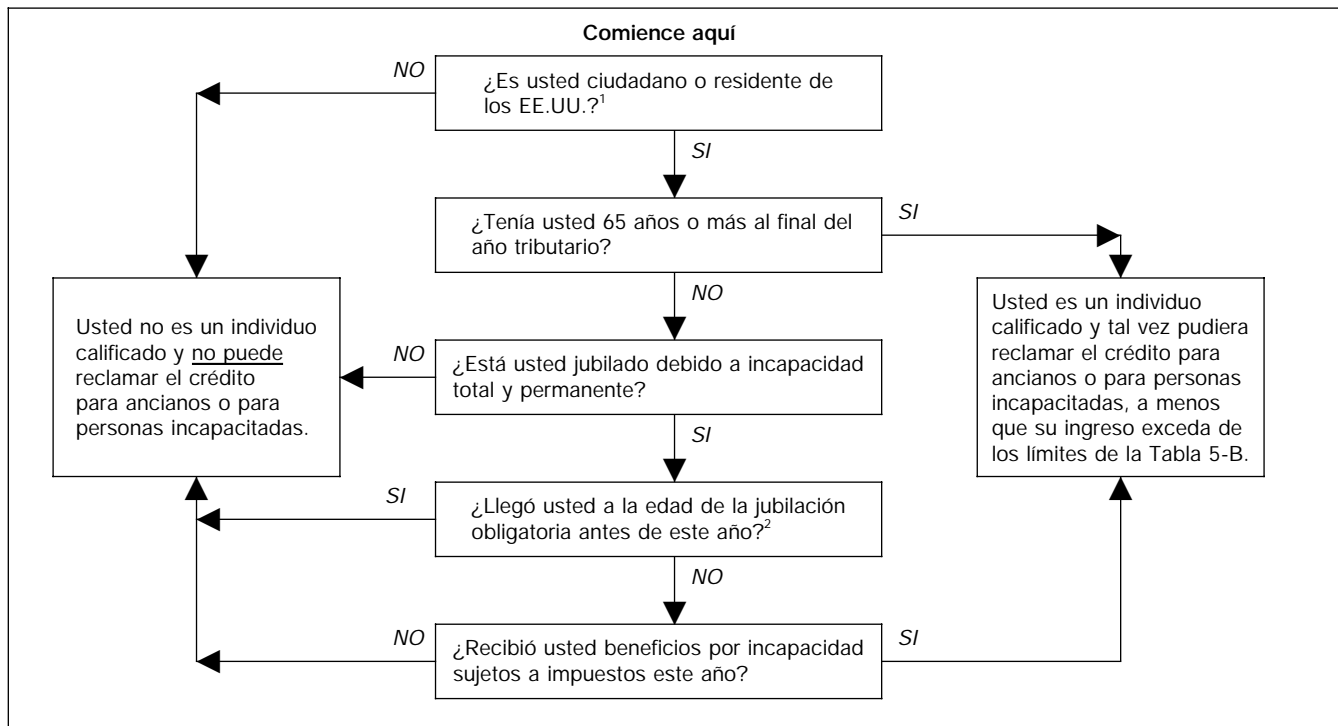 Comience aquí
NO
¿Es usted ciudadano o residente de
los EE.UU.?¹
SI
¿Tenía usted 65 años o más al final del
año tributario?
SI
NO
Usted no es un individuo
calificado y no puede
reclamar el crédito
para ancianos o para
personas incapacitadas.
NO
¿Está usted jubilado debido a incapacidad
total y permanente?
Usted es un individuo
calificado y tal vez pudiera
reclamar el crédito para
ancianos o para personas
incapacitadas, a menos
que su ingreso exceda de
los límites de la Tabla 5-B.
SI
SI
¿Llegó usted a la edad de la jubilación
obligatoria antes de este año?²
NO
NO
¿Recibió usted beneficios por incapacidad
sujetos a impuestos este año?
SI